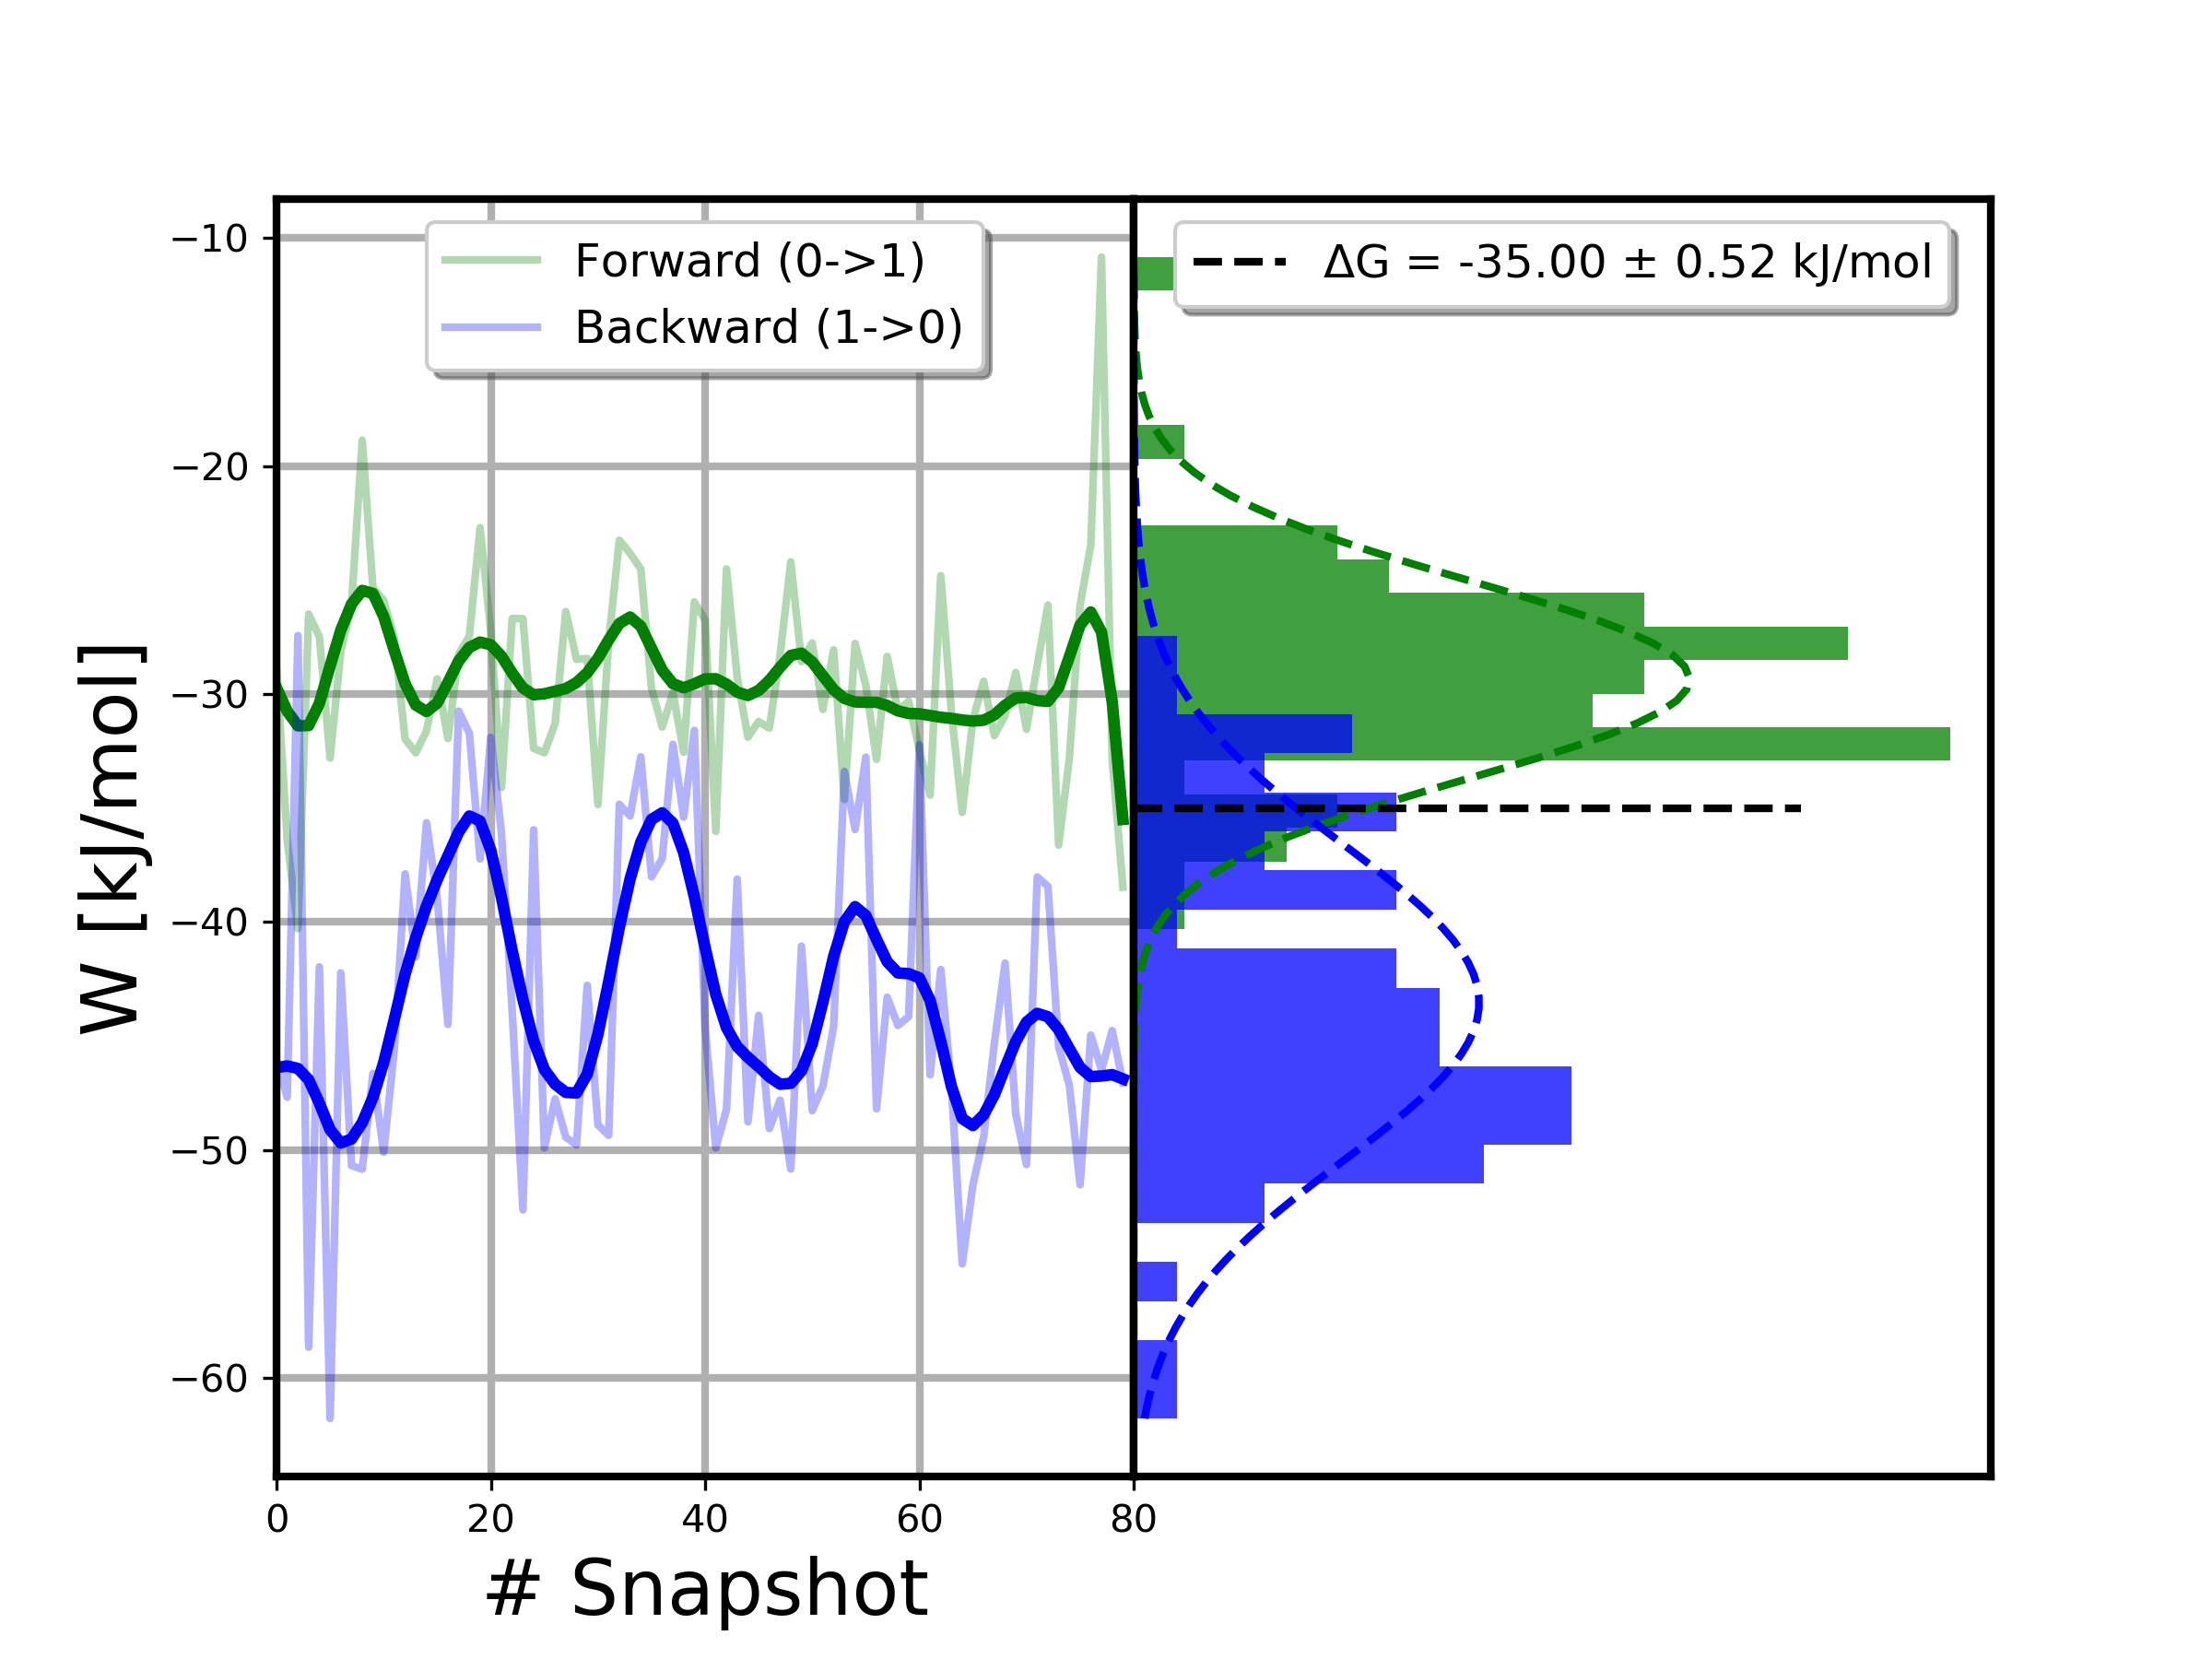 Forward (0->1)
Backward (1->0)
ΔG = -35.00 ± 0.52 kJ/mol
W [kJ/mol]
−10
−20
−30
−40
−50
−60
0 20 40 60 80
# Snapshot